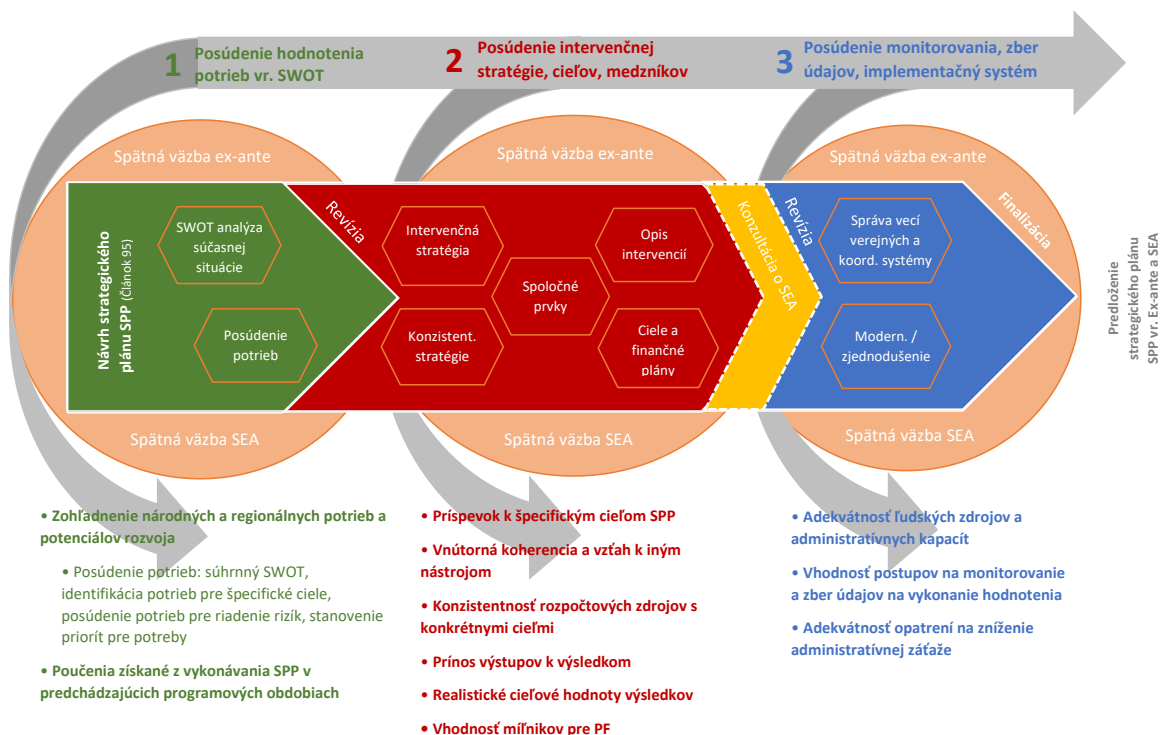 1 Posúdenie hodnotenia
potrieb vr. SWOT
2 Posúdenie intervenčnej
stratégie, cieľov, medzníkov
3 Posúdenie monitorovania, zber
údajov, implementačný systém
Spätná väzba ex-ante
Spätná väzba ex-ante
Spätná väzba ex-ante
Návrh strategického
plánu SPP (Článok 95)
SWOT analýza
súčasnej
situácie
Posúdenie
potrieb
Revízia
Intervenčná
stratégia
Konzistent.
stratégie
Spoločné
prvky
Opis
intervencií
Ciele a
finančné
plány
Konzultácia o SEA
Revízia
Správa vecí
verejných a
koord. systémy
Modern. /
zjednodušenie
Finalizácia
Predloženie
strategického plánu
SPP vr. Ex-ante a SEA
Spätná väzba SEA
Spätná väzba SEA
Spätná väzba SEA
• Zohľadnenie národných a regionálnych potrieb a
potenciálov rozvoja
• Posúdenie potrieb: súhrnný SWOT,
identifikácia potrieb pre špecifické ciele,
posúdenie potrieb pre riadenie rizík, stanovenie
priorít pre potreby
• Poučenia získané z vykonávania SPP v
predchádzajúcich programových obdobiach
• Príspevok k špecifickým cieľom SPP
• Vnútorná koherencia a vzťah k iným
nástrojom
• Konzistentnosť rozpočtových zdrojov s
konkrétnymi cieľmi
• Prínos výstupov k výsledkom
• Realistické cieľové hodnoty výsledkov
• Vhodnosť míľnikov pre PF
• Adekvátnosť ľudských zdrojov a
administratívnych kapacít
• Vhodnosť postupov na monitorovanie
a zber údajov na vykonanie hodnotenia
• Adekvátnosť opatrení na zníženie
administratívnej záťaže